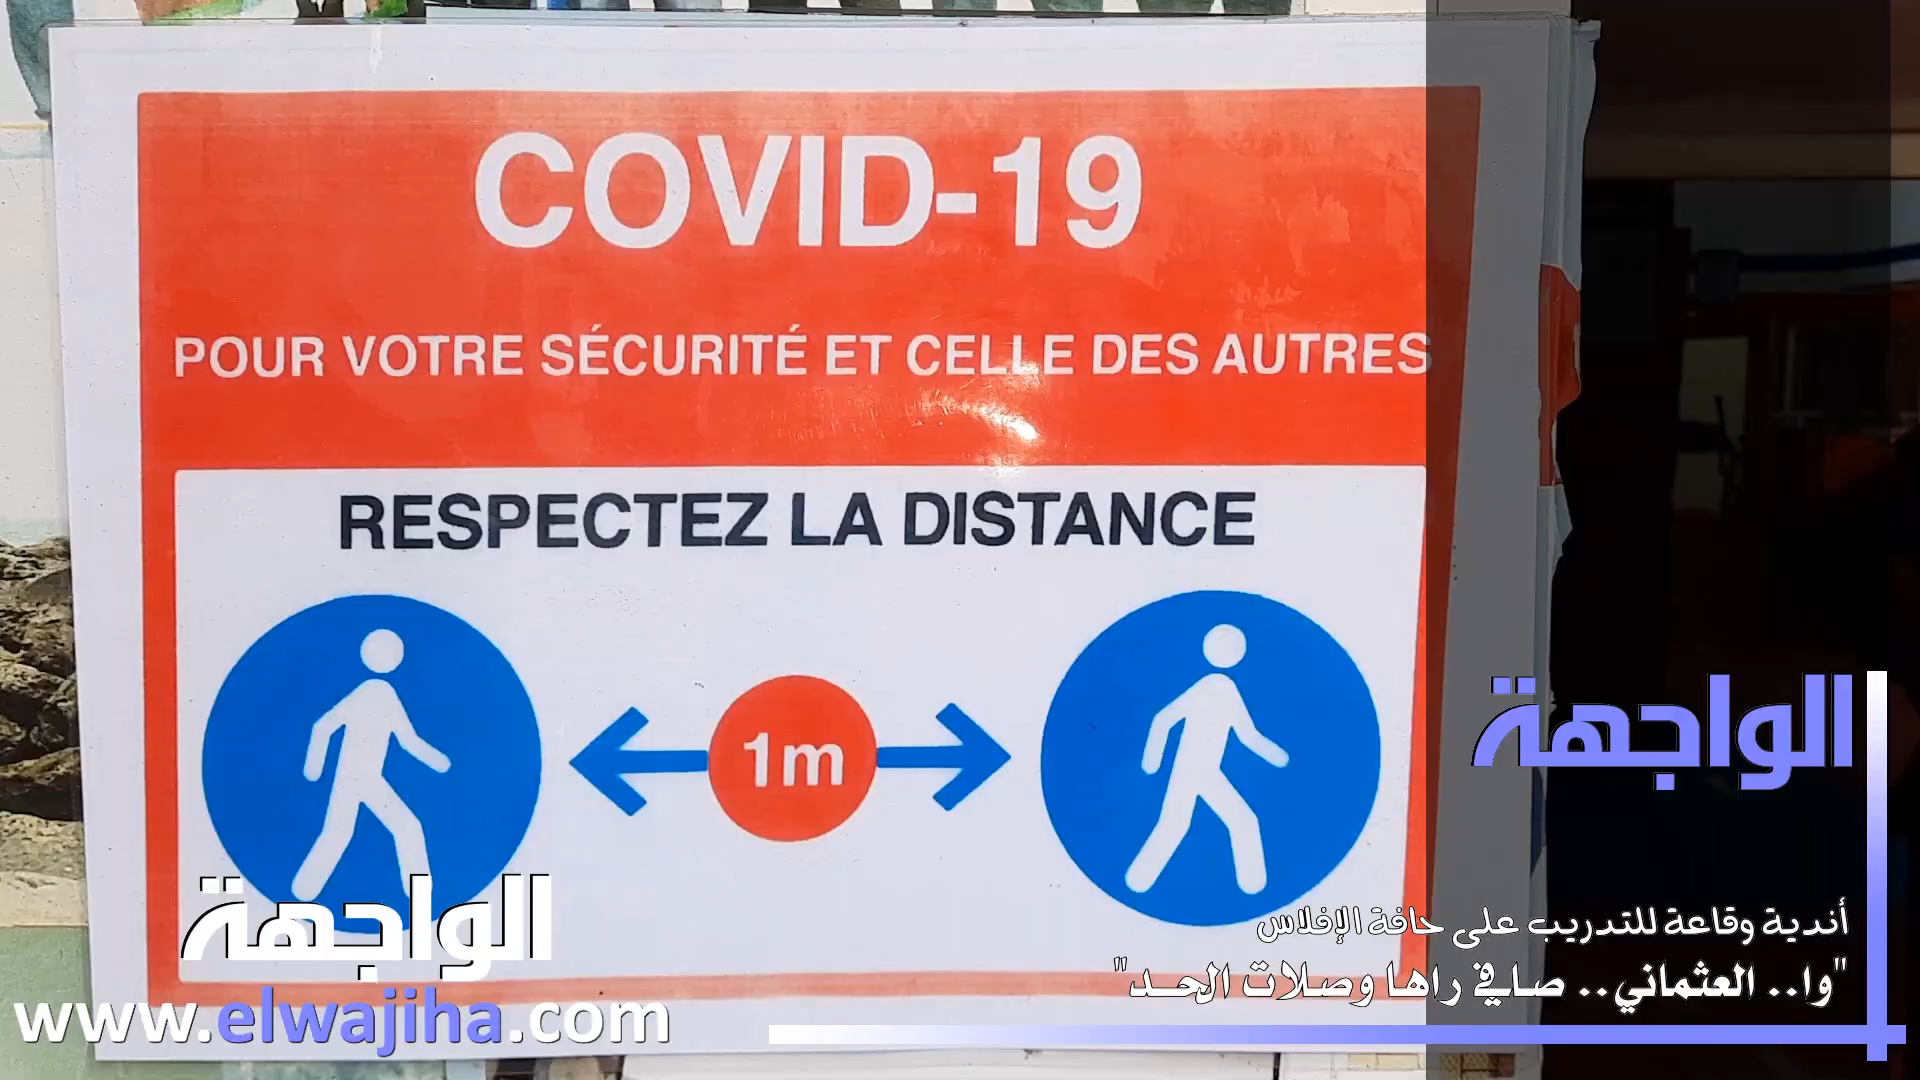 COVID-19
POUR VOTRE SÉCURITÉ ET CELLE DES AUTRES
RESPECTEZ LA DISTANCE
1m
الواجهة
أندية وقاعة للتدريب على حافة الإفلاس
"وا.. العثماني.. صافي راها وصلات الحد"
الواجهة
www.elwajiha.com